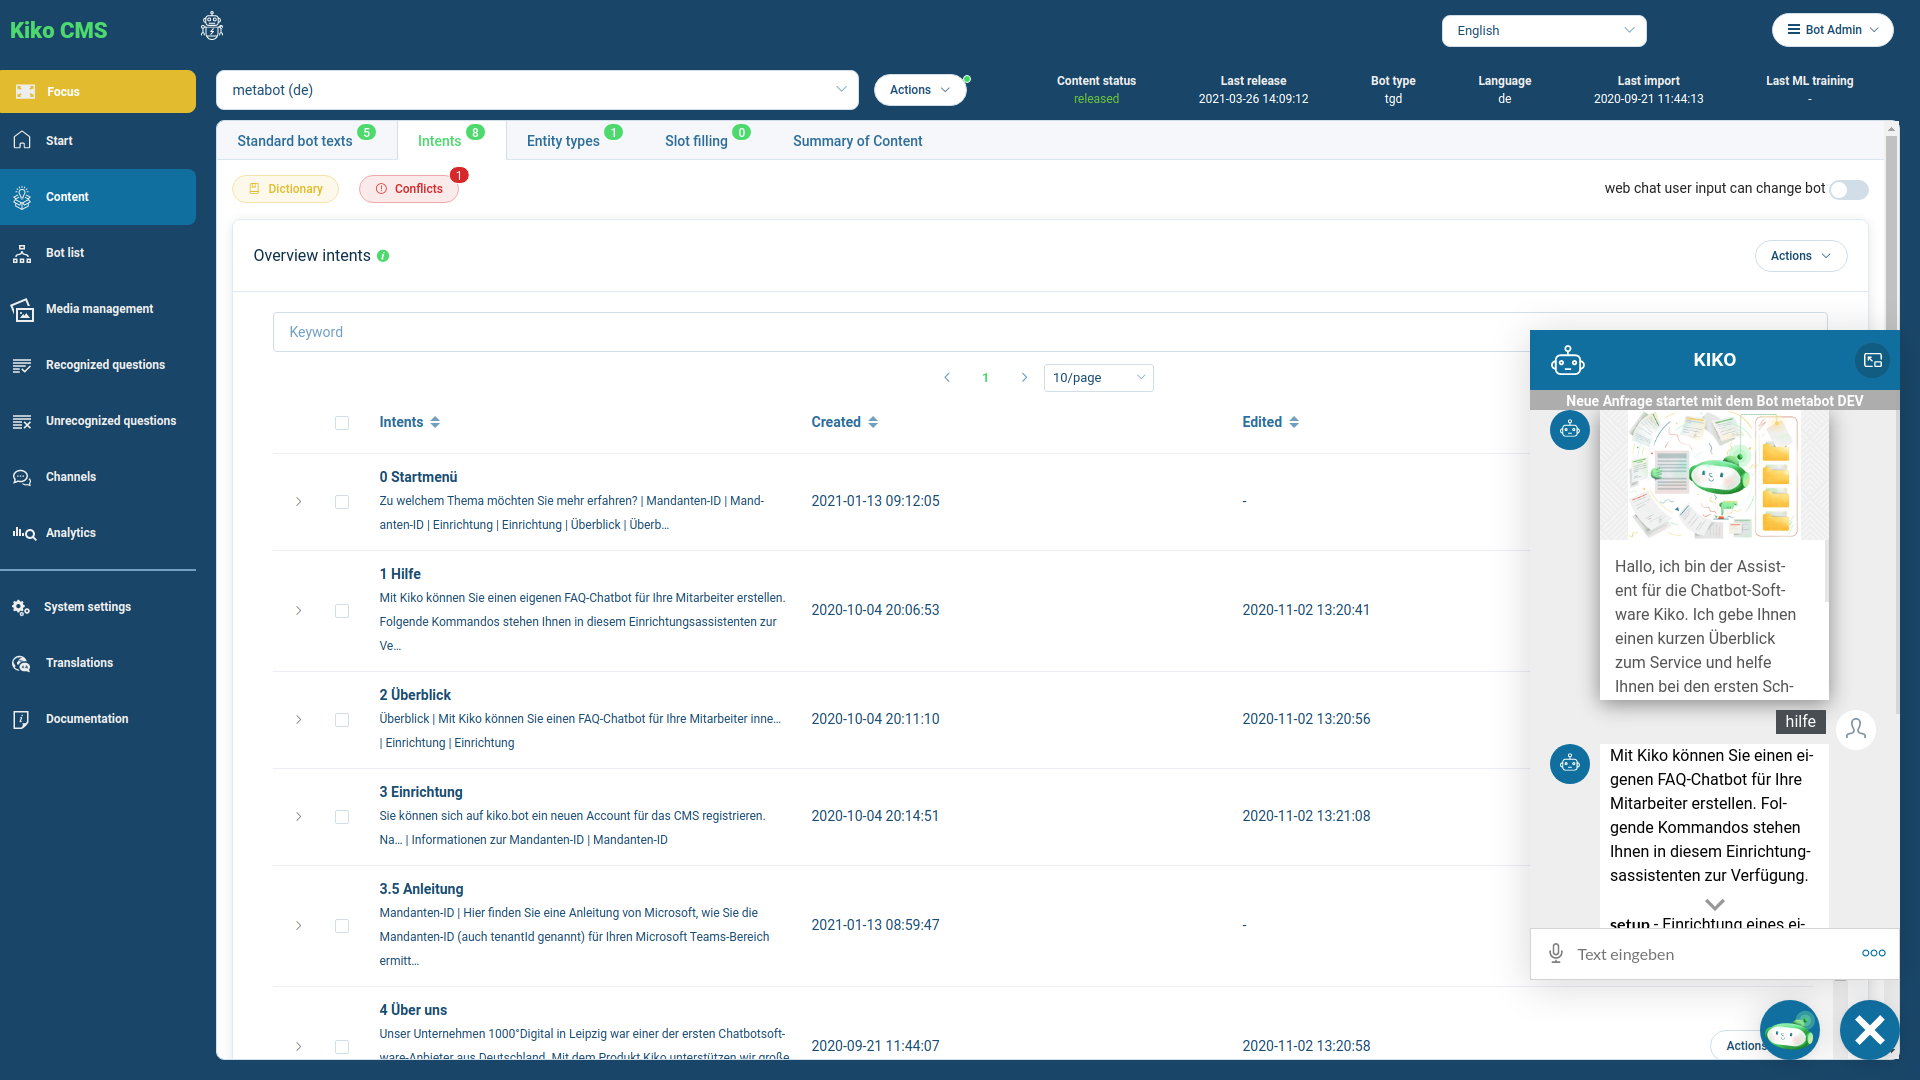 Kiko CMS
English
Bot Admin
Focus
Start
Content
Bot list
Media management
Recognized questions
Unrecognized questions
Channels
Analytics
System settings
Translations
Documentation
metabot (de)
Actions
Content status
released
Last release
2021-03-26 14:09:12
Bot type
tgd
Language
de
Last import
2020-09-21 11:44:13
Last ML training
-
Standard bot texts 5
Intents 8
Entity types 1
Slot filling 0
Summary of Content
Dictionary
Conflicts 1
web chat user input can change bot
Overview intents
Actions
Keyword
1
10/page
Intents
Created
Edited
0 Startmenü
Zu welchem Thema möchten Sie mehr erfahren? | Mandanten-ID | Mand-
anten-ID | Einrichtung | Einrichtung | Überblick | Überb...
2021-01-13 09:12:05
-
1 Hilfe
Mit Kiko können Sie einen eigenen FAQ-Chatbot für Ihre Mitarbeiter erstellen.
Folgende Kommandos stehen Ihnen in diesem Einrichtungsassistenten zur
Ve...
2020-10-04 20:06:53
2020-11-02 13:20:41
2 Überblick
Überblick | Mit Kiko können Sie einen FAQ-Chatbot für Ihre Mitarbeiter inne...
| Einrichtung | Einrichtung
2020-10-04 20:11:10
2020-11-02 13:20:56
3 Einrichtung
Sie können sich auf kiko.bot ein neuen Account für das CMS registrieren.
Na... | Informationen zur Mandanten-ID | Mandanten-ID
2020-10-04 20:14:51
2020-11-02 13:21:08
3.5 Anleitung
Mandanten-ID | Hier finden Sie eine Anleitung von Microsoft, wie Sie die
Mandanten-ID (auch tenantId genannt) für Ihren Microsoft Teams-Bereich
ermitt...
2021-01-13 08:59:47
-
4 Über uns
Unser Unternehmen 1000°Digital in Leipzig war einer der ersten Chatbotsoft-
ware-Anbieter aus Deutschland. Mit dem Produkt Kiko unterstützen wir große
2020-09-21 11:44:07
2020-11-02 13:20:58
Actions
KIKO
Neue Anfrage startet mit dem Bot metabot DEV
Hallo, ich bin der Assist-
ent für die Chatbot-Soft-
ware Kiko. Ich gebe Ihnen
einen kurzen Überblick
zum Service und helfe
Ihnen bei den ersten Sch-
hilfe
Mit Kiko können Sie einen ei-
genen FAQ-Chatbot für Ihre
Mitarbeiter erstellen. Fol-
gende Kommandos stehen
Ihnen in diesem Einrichtung-
sassistenten zur Verfügung.
setup - Einrichtung eines ei-
Text eingeben